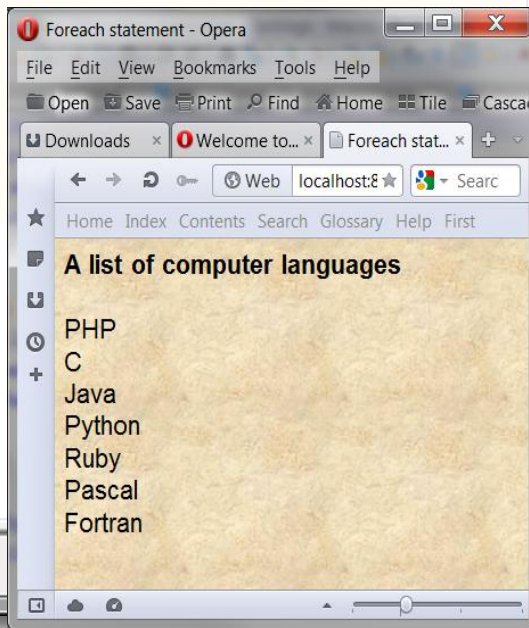 Foreach statement - Opera
File Edit View Bookmarks Tools Help
Open Save Print Find Home Tile Cascad
Downloads Welcome to... Foreach stat...
Web localhost:8 Searc
Home Index Contents Search Glossary Help First
A list of computer languages
PHP
C
Java
Python
Ruby
Pascal
Fortran